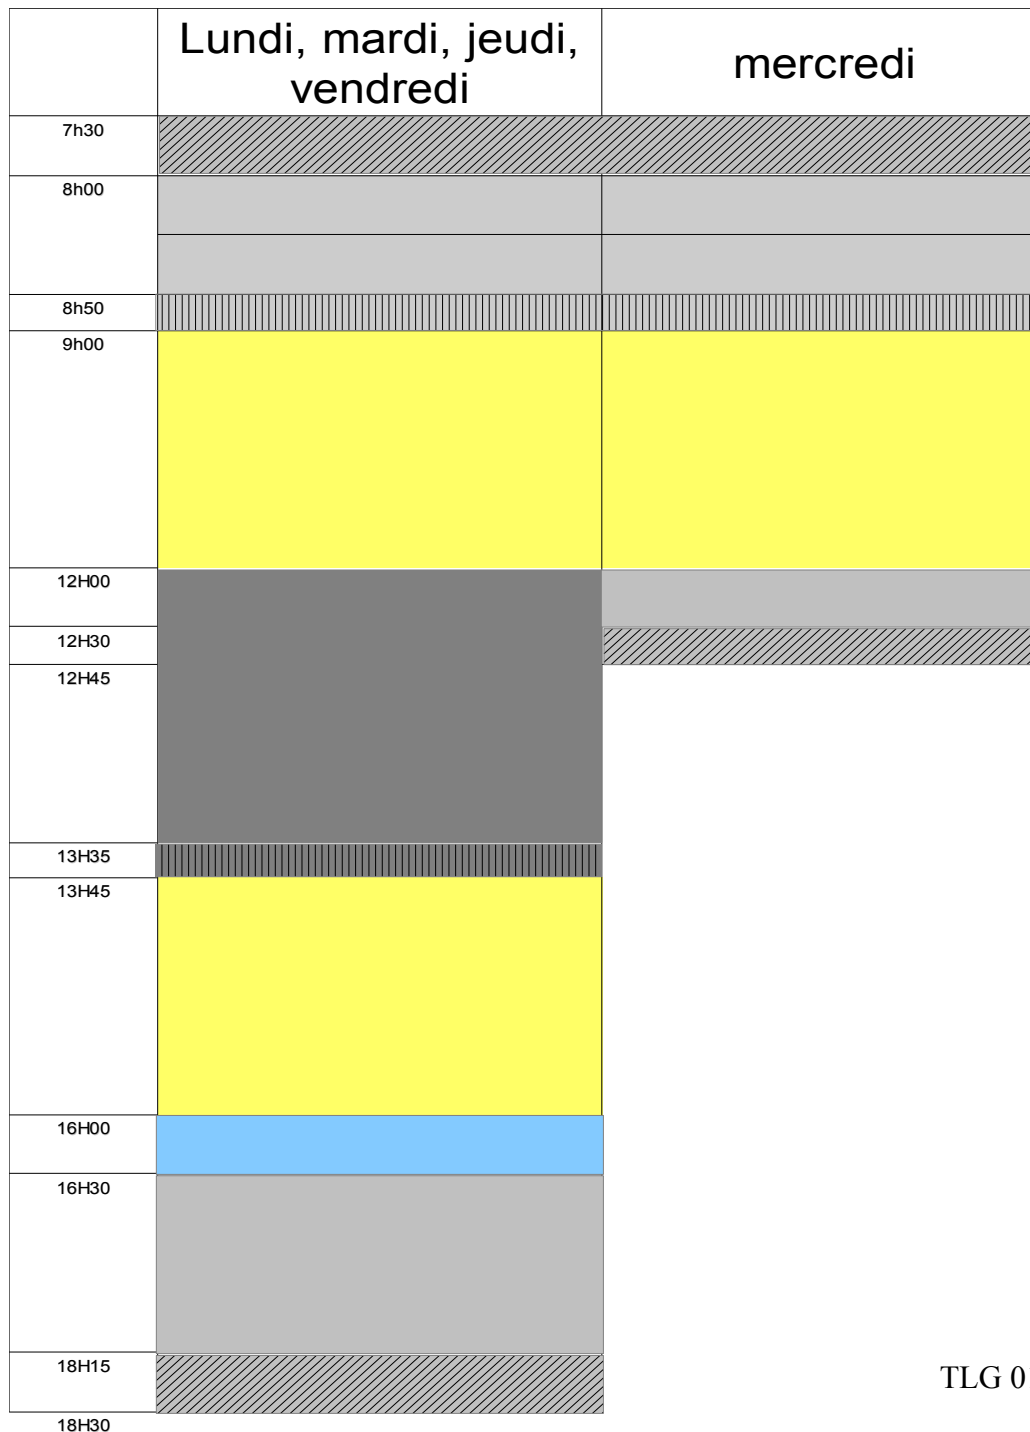 Lundi, mardi, jeudi,
vendredi
mercredi
7h30
8h00
8h50
9h00
12H00
12H30
12H45
13H35
13H45
16H00
16H30
18H15
TLG 0
18H30